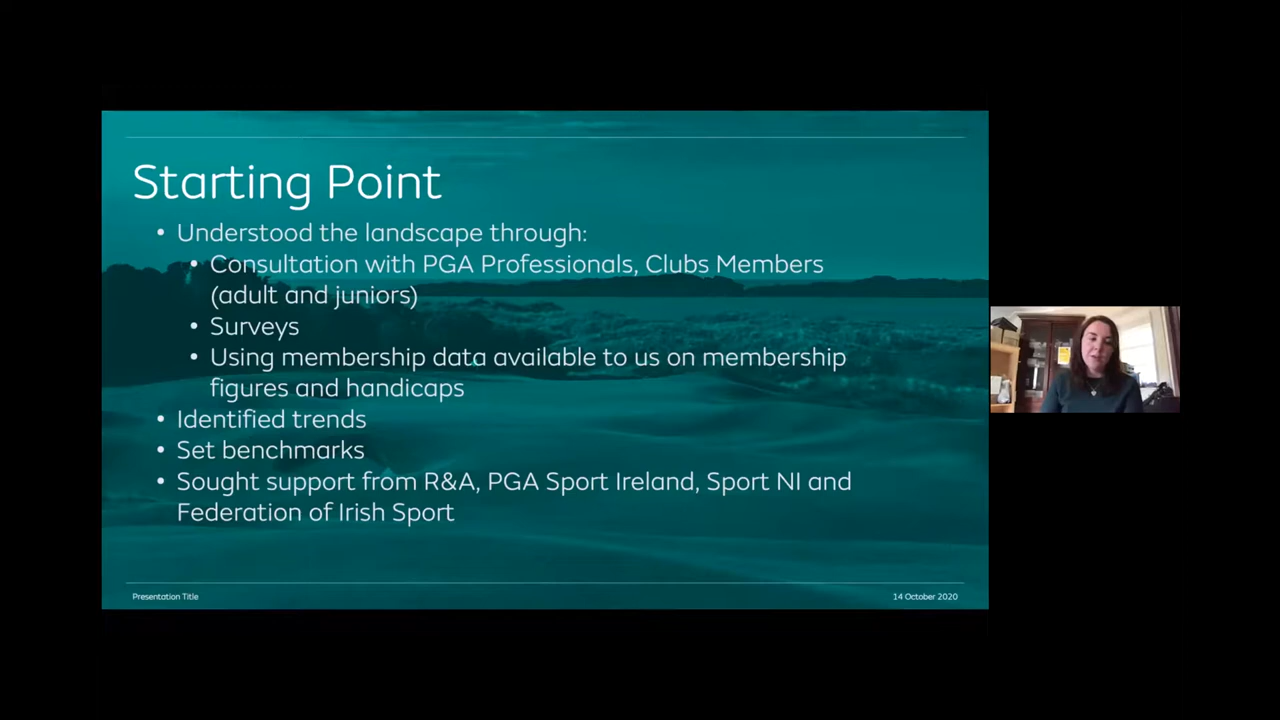 Starting Point
• Understood the landscape through:
• Consultation with PGA Professionals, Clubs Members
(adult and juniors)
• Surveys
• Using membership data available to us on membership
figures and handicaps
• Identified trends
• Set benchmarks
• Sought support from R&A, PGA Sport Ireland, Sport NI and
Federation of Irish Sport
Presentation Title
14 October 2020